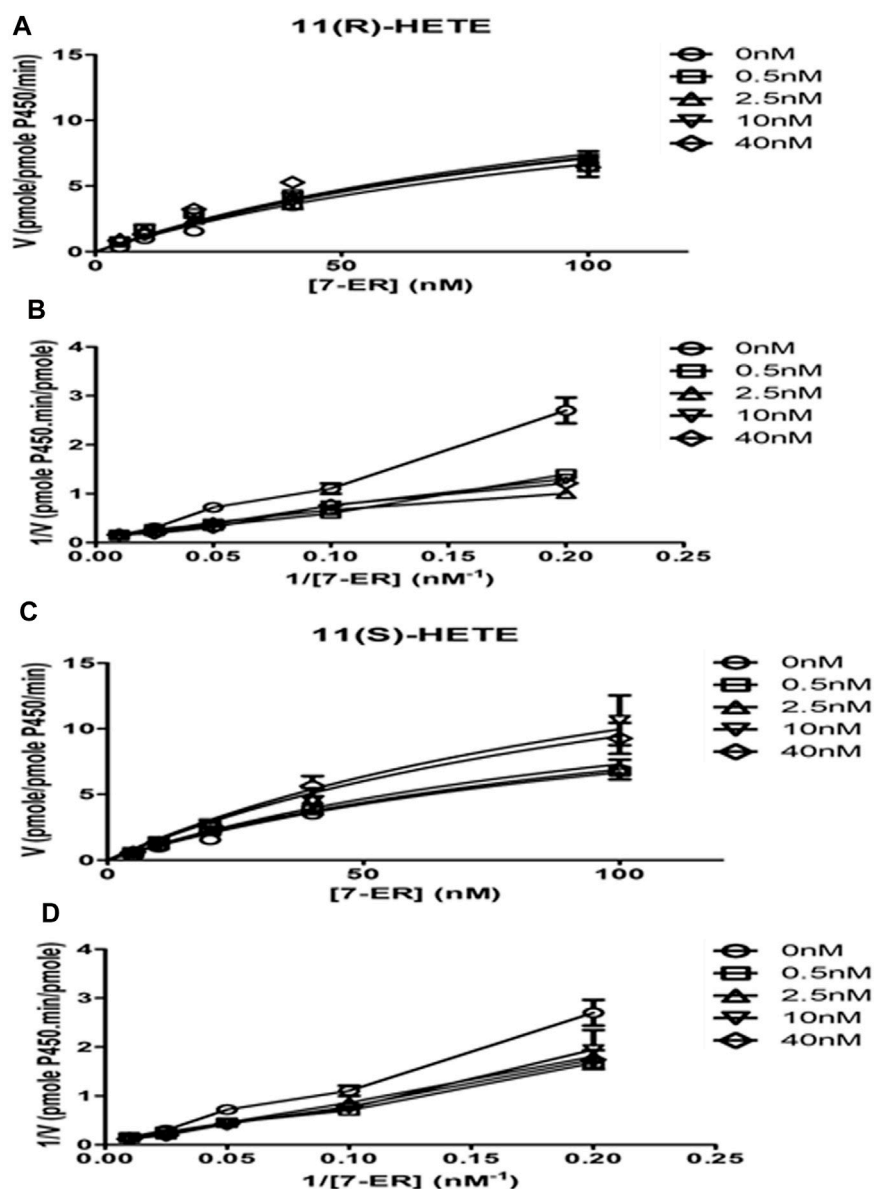 A
11(R)-HETE
V (pmole/pmole P450/min)
15
10
5
0
0
50
100
[7-ER] (nM)
0nM
0.5nM
2.5nM
10nM
40nM
B
1/V (pmole P450.min/pmole)
4
3
2
1
0
0.00
0.05
0.10
0.15
0.20
0.25
1/[7-ER] (nM⁻¹)
0nM
0.5nM
2.5nM
10nM
40nM
C
11(S)-HETE
V (pmole/pmole P450/min)
15
10
5
0
0
50
100
[7-ER] (nM)
0nM
0.5nM
2.5nM
10nM
40nM
D
1/V (pmole P450.min/pmole)
4
3
2
1
0
0.00
0.05
0.10
0.15
0.20
0.25
1/[7-ER] (nM⁻¹)
0nM
0.5nM
2.5nM
10nM
40nM